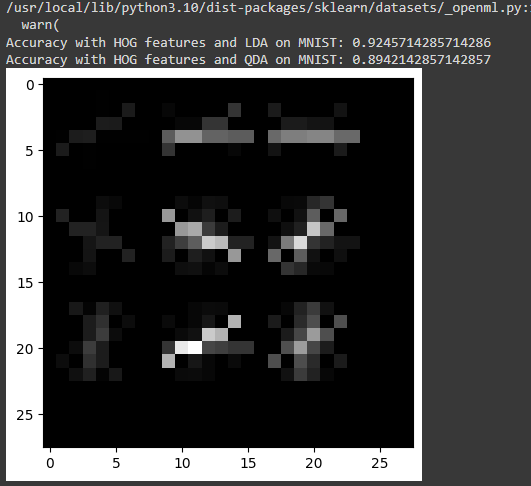 /usr/local/lib/python3.10/dist-packages/sklearn/datasets/_openml.py:
warn(
Accuracy with HOG features and LDA on MNIST: 0.9245714285714286
Accuracy with HOG features and QDA on MNIST: 0.8942142857142857
0
5
10
15
20
25
0 5 10 15 20 25